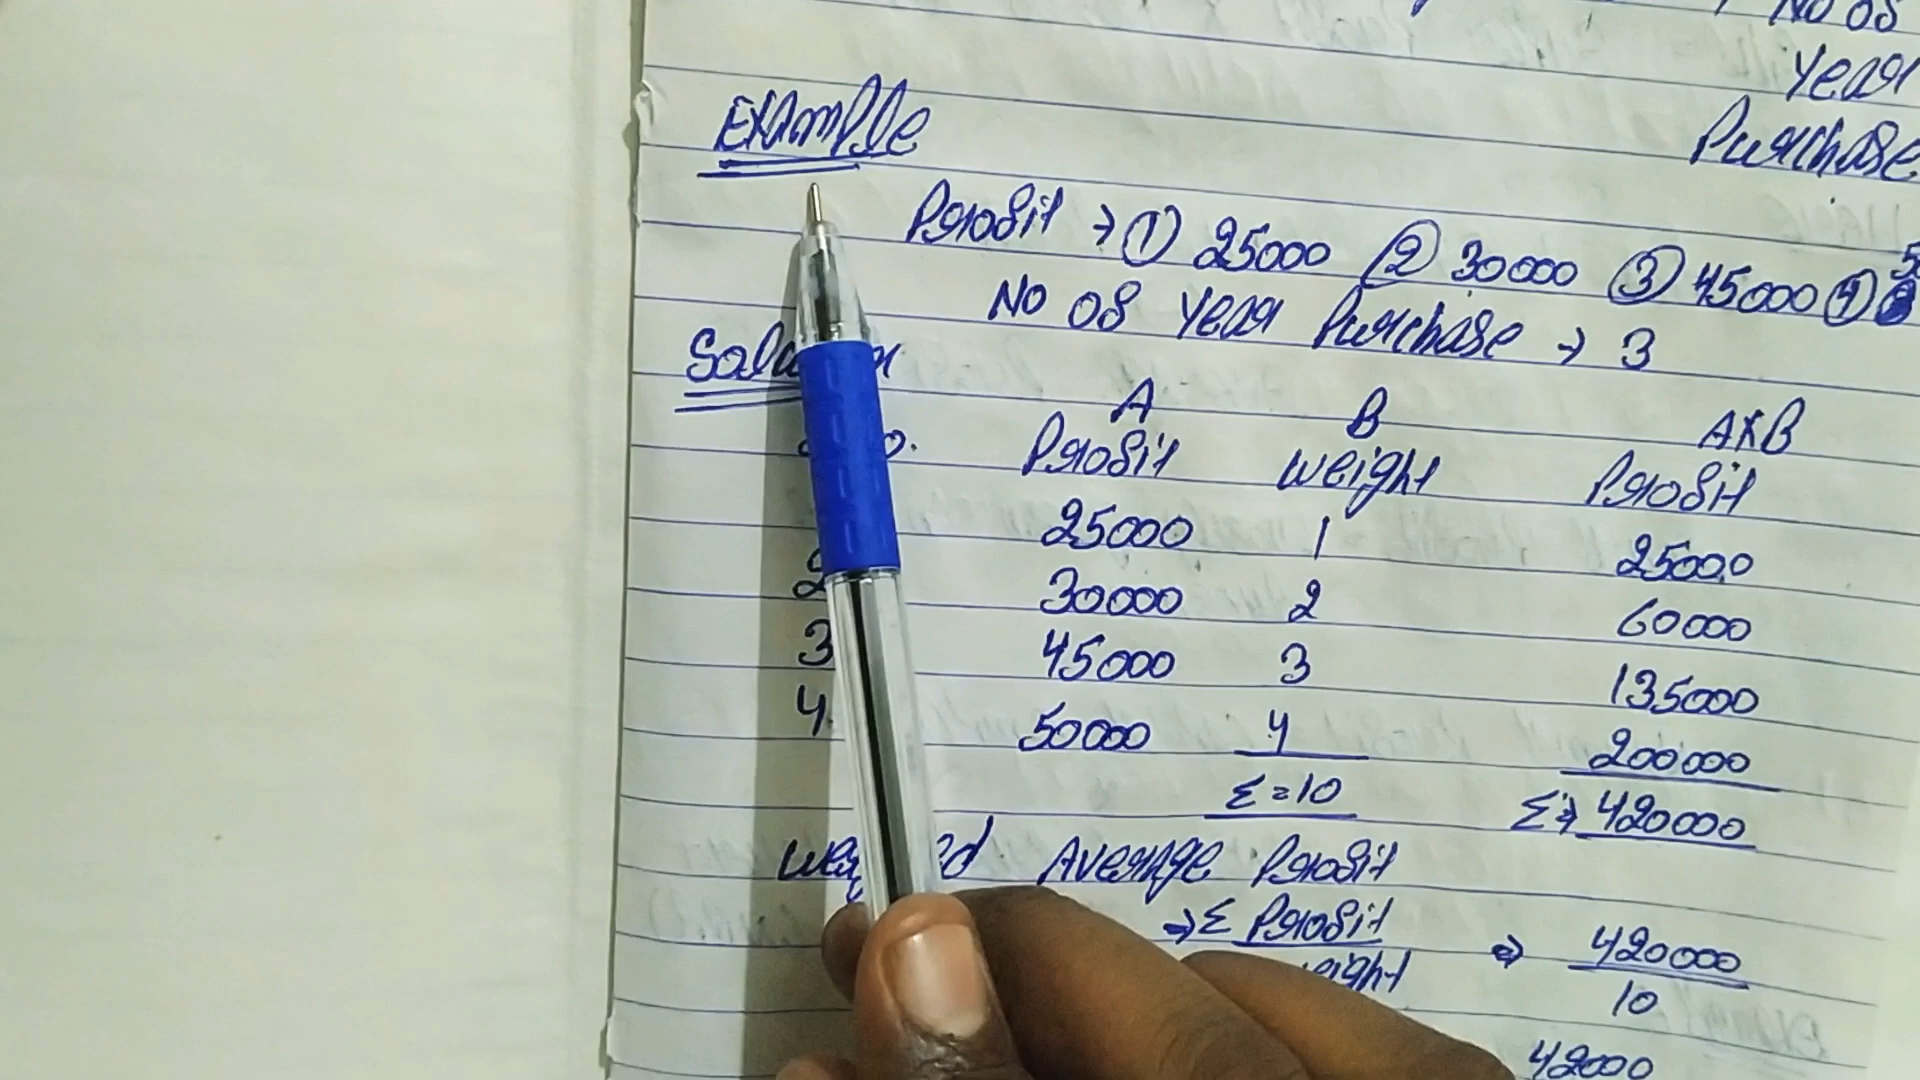 No of
Year
Purchase
Example
Profit → ① 25000 ② 30000 ③ 45000 ④
No of Year Purchase → 3
A B A×B
Profit Weight Profit
25000 1 25000
2 30000 2 60000
3 45000 3 135000
4. 50000 4 200000
Σ=10 Σ⇒ 420000
Average Profit
⇒ Σ Profit ⇒ 420000
10
42000